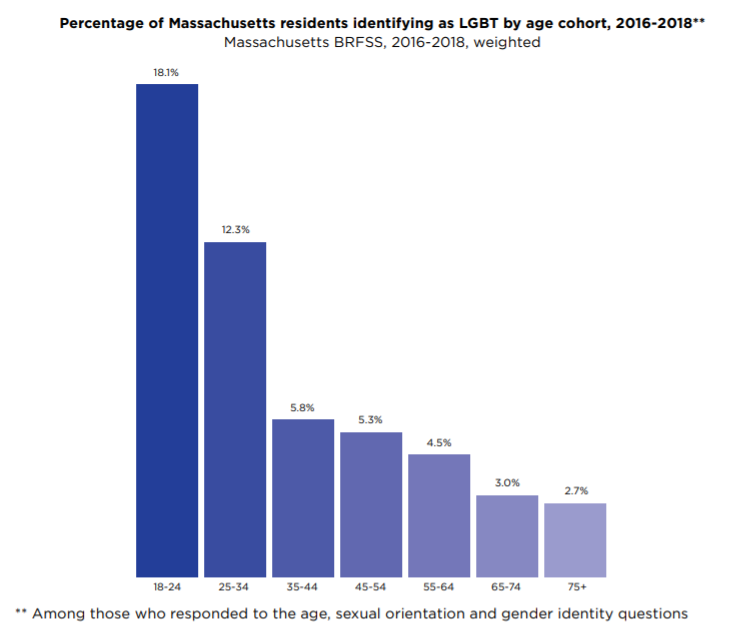 Percentage of Massachusetts residents identifying as LGBT by age cohort, 2016-2018**
Massachusetts BRFSS, 2016-2018, weighted
18.1%
12.3%
5.8%
5.3%
4.5%
3.0%
2.7%
18-24 25-34 35-44 45-54 55-64 65-74 75+
** Among those who responded to the age, sexual orientation and gender identity questions